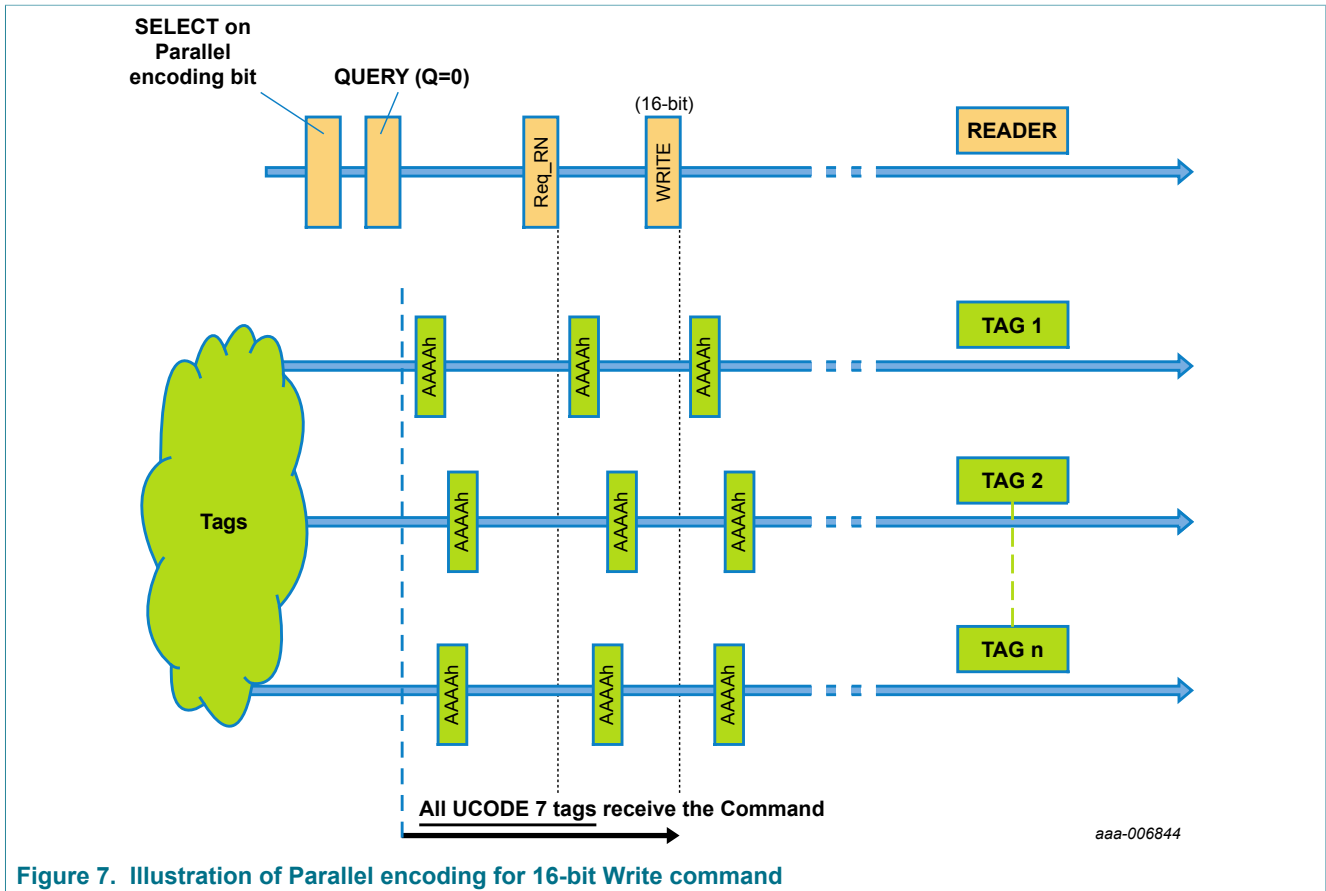 SELECT on
Parallel
encoding bit
QUERY (Q=0)
(16-bit)
READER
Req_RN
WRITE
TAG 1
AAAAh
AAAAh
AAAAh
TAG 2
Tags
AAAAh
AAAAh
AAAAh
TAG n
AAAAh
AAAAh
AAAAh
All UCODE 7 tags receive the Command
aaa-006844
Figure 7. Illustration of Parallel encoding for 16-bit Write command